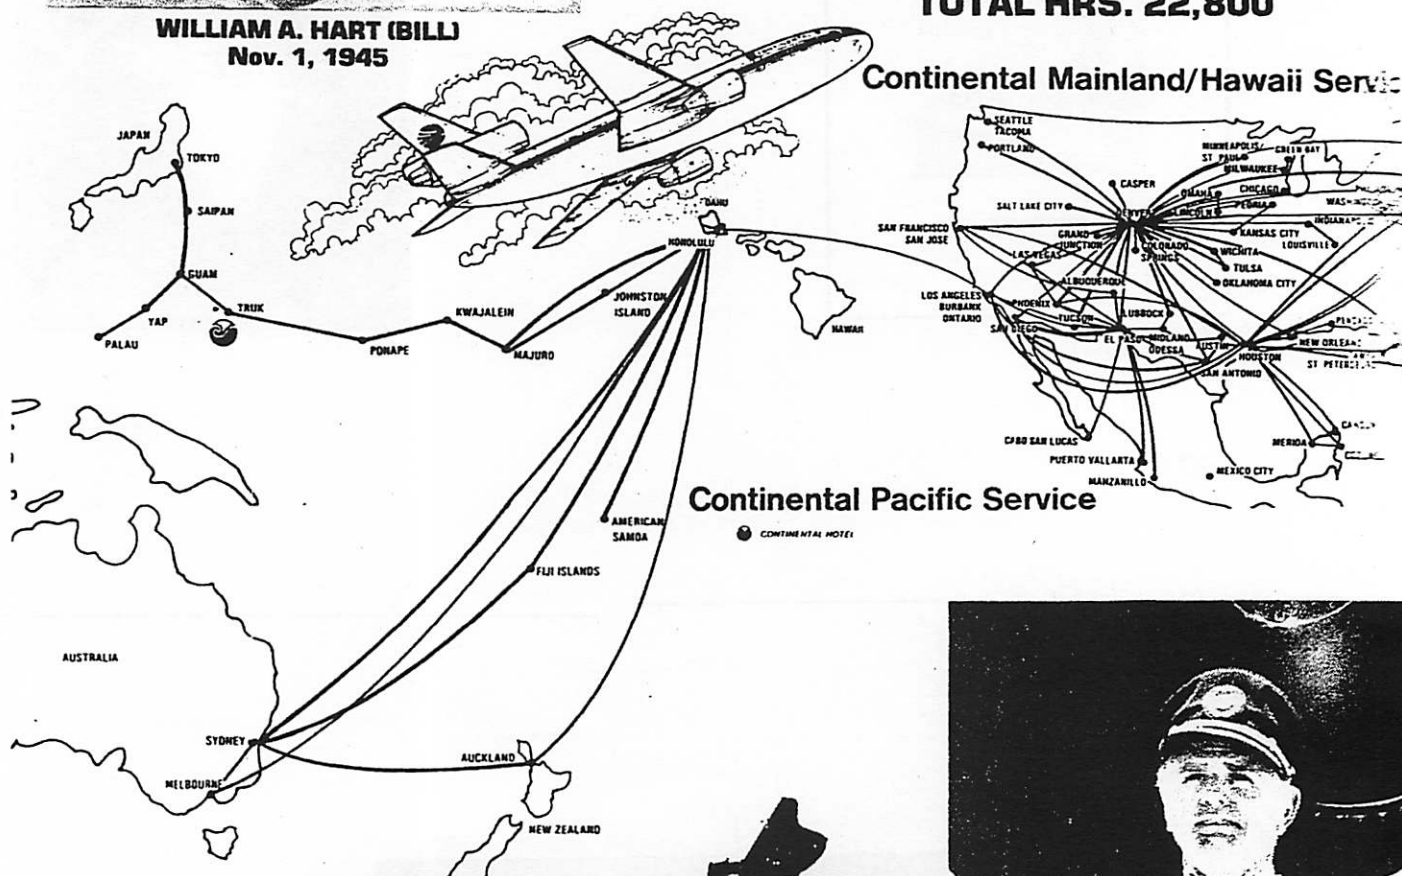 WILLIAM A. HART (BILL)
Nov. 1, 1945
TOTAL HRS. 22,800
Continental Mainland/Hawaii
JAPAN
TOKYO
SAIPAN
GUAM
TRUK
YAP
PALAU
PONAPE
KWAJALEIN
MAJURO
JOHNSTON
ISLAND
OAHU
HONOLULU
HAWAII
SEATTLE
TACOMA
PORTLAND
MINNEAPOLIS/
ST PAUL
GREEN BAY
MILWAUKEE
CASPER
OMAHA
CHICAGO
SALT LAKE CITY
DENVER
LINCOLN
PEORIA
SAN FRANCISCO
SAN JOSE
GRAND
JUNCTION
COLORADO
SPRINGS
KANSAS CITY
LOUISVILLE
LAS VEGAS
WICHITA
TULSA
ALBUQUERQUE
OKLAHOMA CITY
LOS ANGELES
BURBANK
ONTARIO
PHOENIX
TUCSON
LUBBOCK
SAN DIEGO
EL PASO
MIDLAND
ODESSA
AUSTIN
HOUSTON
NEW ORLEANS
SAN ANTONIO
CABO SAN LUCAS
MERIDA
PUERTO VALLARTA
MEXICO CITY
MANZANILLO
Continental Pacific Service
CONTINENTAL HOTEL
AMERICAN
SAMOA
FIJI ISLANDS
AUSTRALIA
SYDNEY
MELBOURNE
AUCKLAND
NEW ZEALAND